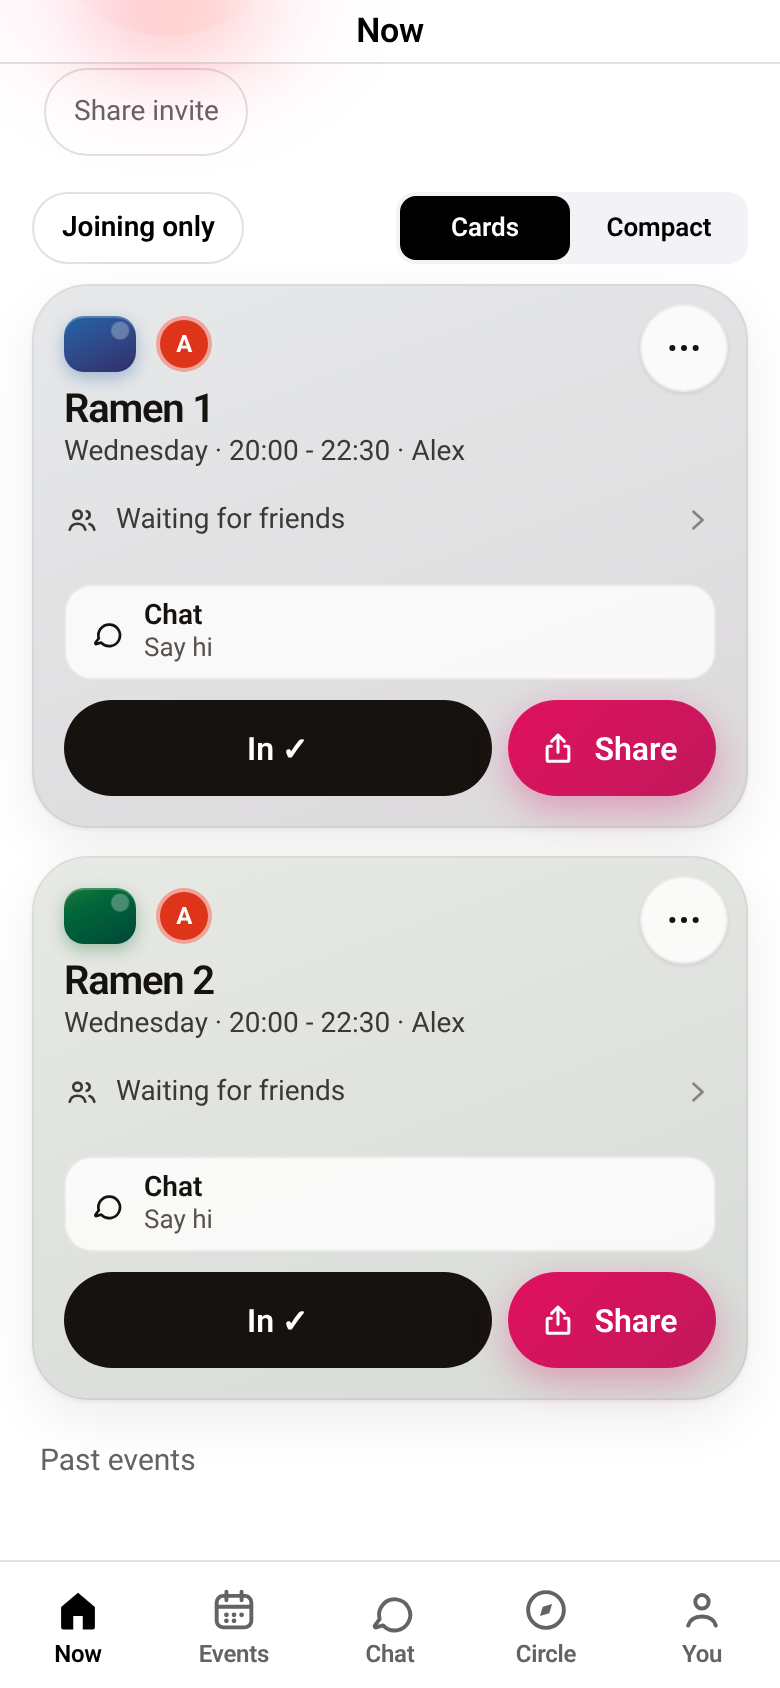 Now
Share invite
Joining only
Cards
Compact
A
Ramen 1
Wednesday · 20:00 - 22:30 · Alex
Waiting for friends
Chat
Say hi
In ✓
Share
A
Ramen 2
Wednesday · 20:00 - 22:30 · Alex
Waiting for friends
Chat
Say hi
In ✓
Share
Past events
Now
Events
Chat
Circle
You